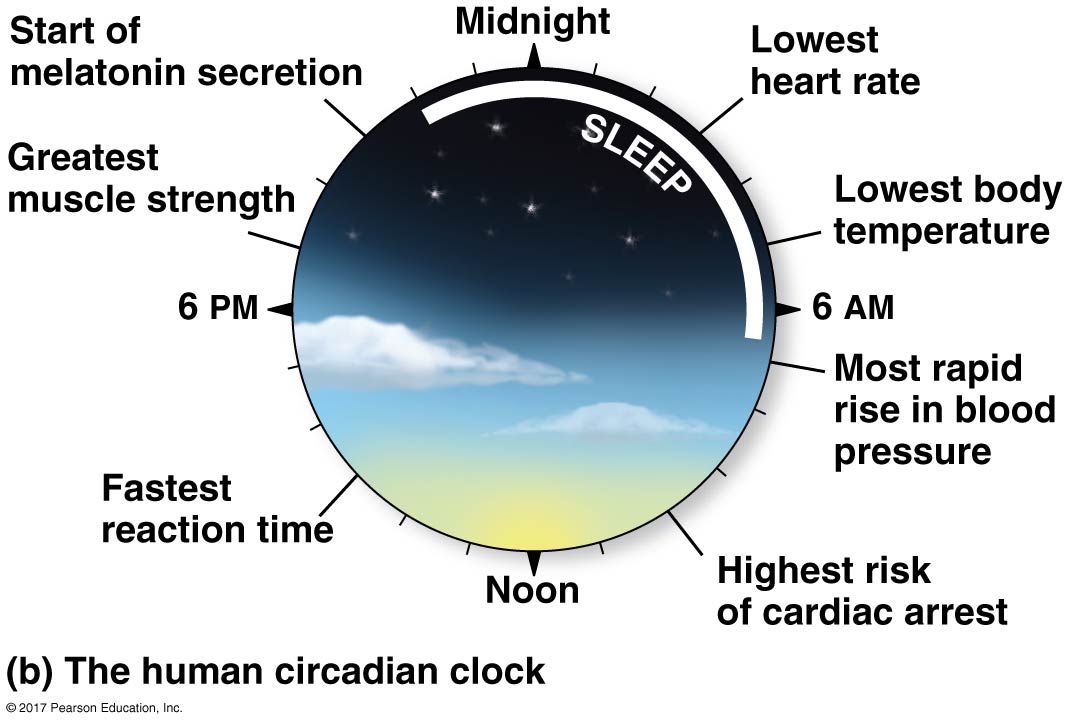 Midnight
Start of
melatonin secretion
Lowest
heart rate
SLEEP
Greatest
muscle strength
Lowest body
temperature
6 PM
6 AM
Most rapid
rise in blood
pressure
Fastest
reaction time
Noon
Highest risk
of cardiac arrest
(b) The human circadian clock
© 2017 Pearson Education, Inc.